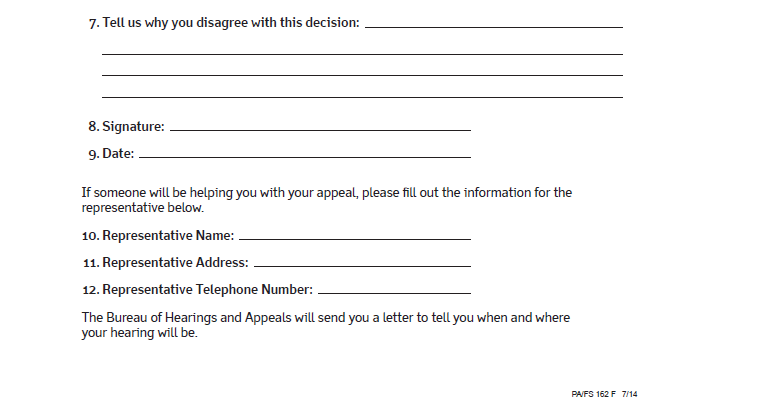 7. Tell us why you disagree with this decision:
8. Signature:
9. Date:
If someone will be helping you with your appeal, please fill out the information for the
representative below.
10. Representative Name:
11. Representative Address:
12. Representative Telephone Number:
The Bureau of Hearings and Appeals will send you a letter to tell you when and where
your hearing will be.
PA/FS 162 F 7/14